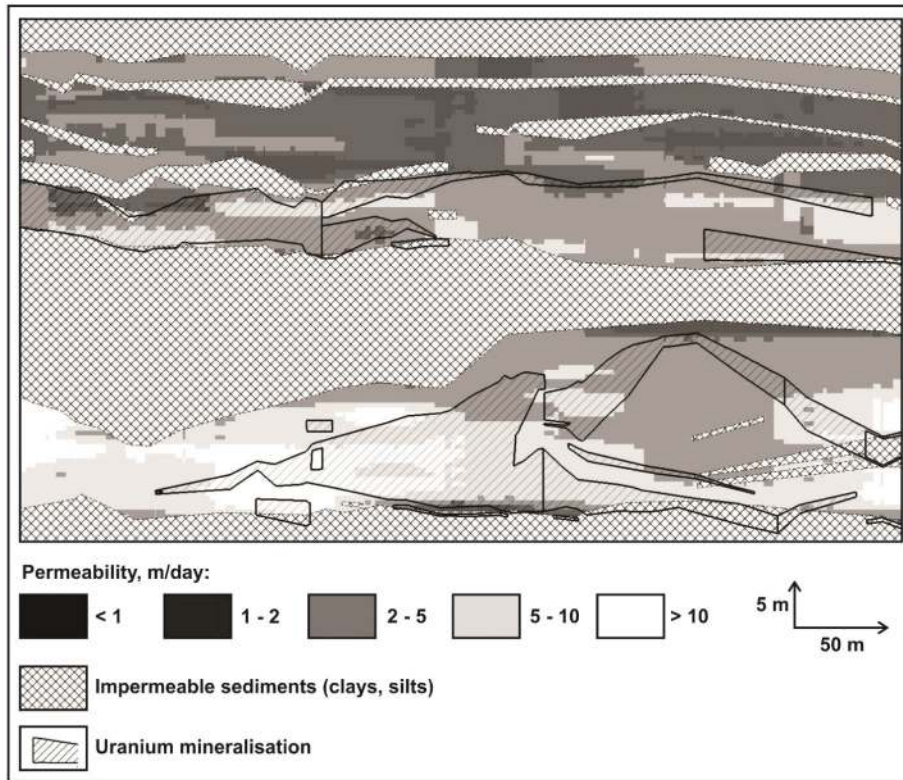 Permeability, m/day:
< 1
1 - 2
2 - 5
5 - 10
> 10
5 m
50 m
Impermeable sediments (clays, silts)
Uranium mineralisation